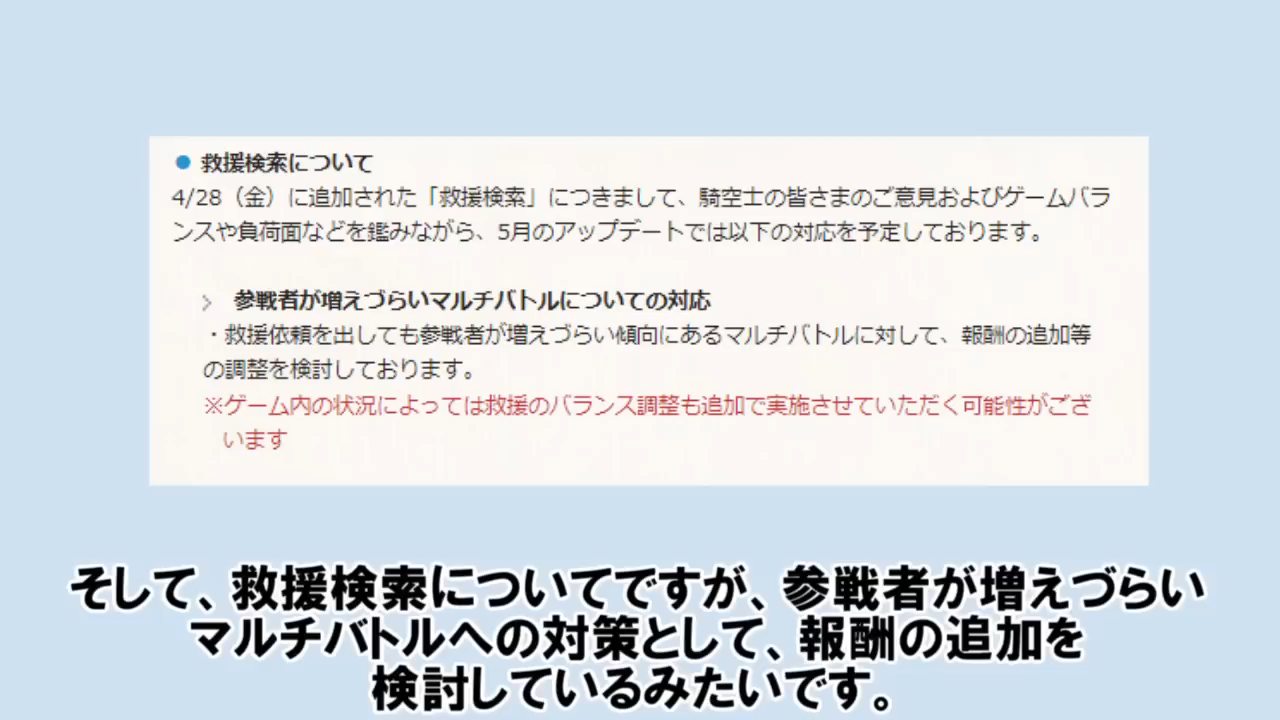 ● 救援検索について
4/28（金）に追加された「救援検索」につきまして、騎空士の皆さまのご意見およびゲームバラ
ンスや負荷面などを鑑みながら、5月のアップデートでは以下の対応を予定しております。
> 参戦者が増えづらいマルチバトルについての対応
・救援依頼を出しても参戦者が増えづらい傾向にあるマルチバトルに対して、報酬の追加等
の調整を検討しております。
※ゲーム内の状況によっては救援のバランス調整も追加で実施させていただく可能性がござ
います
そして、救援検索についてですが、参戦者が増えづらい
マルチバトルへの対策として、報酬の追加を
検討しているみたいです。